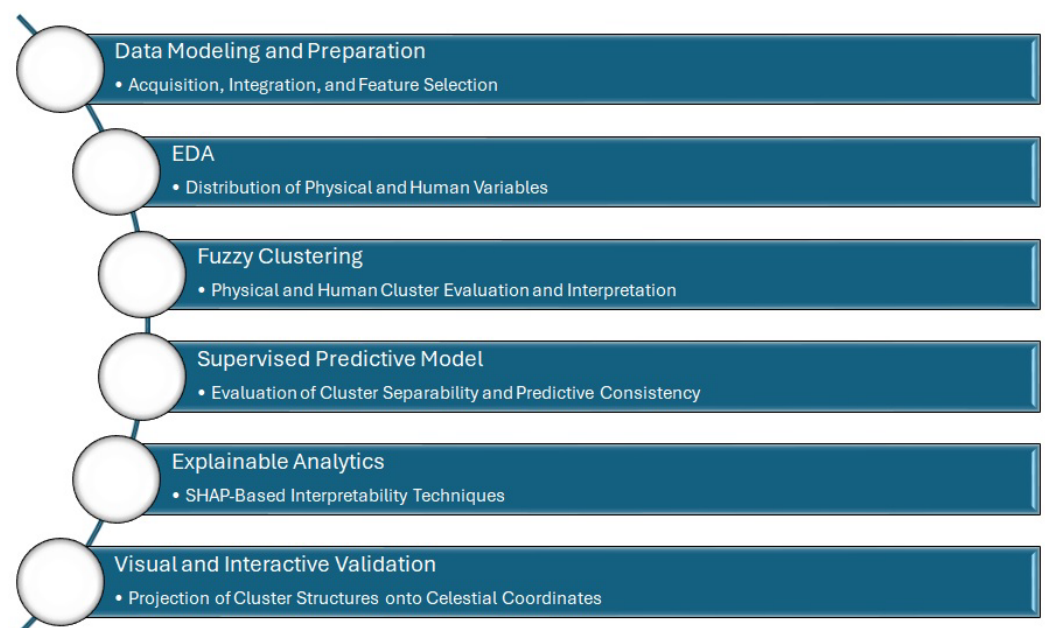 Data Modeling and Preparation
• Acquisition, Integration, and Feature Selection
EDA
• Distribution of Physical and Human Variables
Fuzzy Clustering
• Physical and Human Cluster Evaluation and Interpretation
Supervised Predictive Model
• Evaluation of Cluster Separability and Predictive Consistency
Explainable Analytics
• SHAP-Based Interpretability Techniques
Visual and Interactive Validation
• Projection of Cluster Structures onto Celestial Coordinates